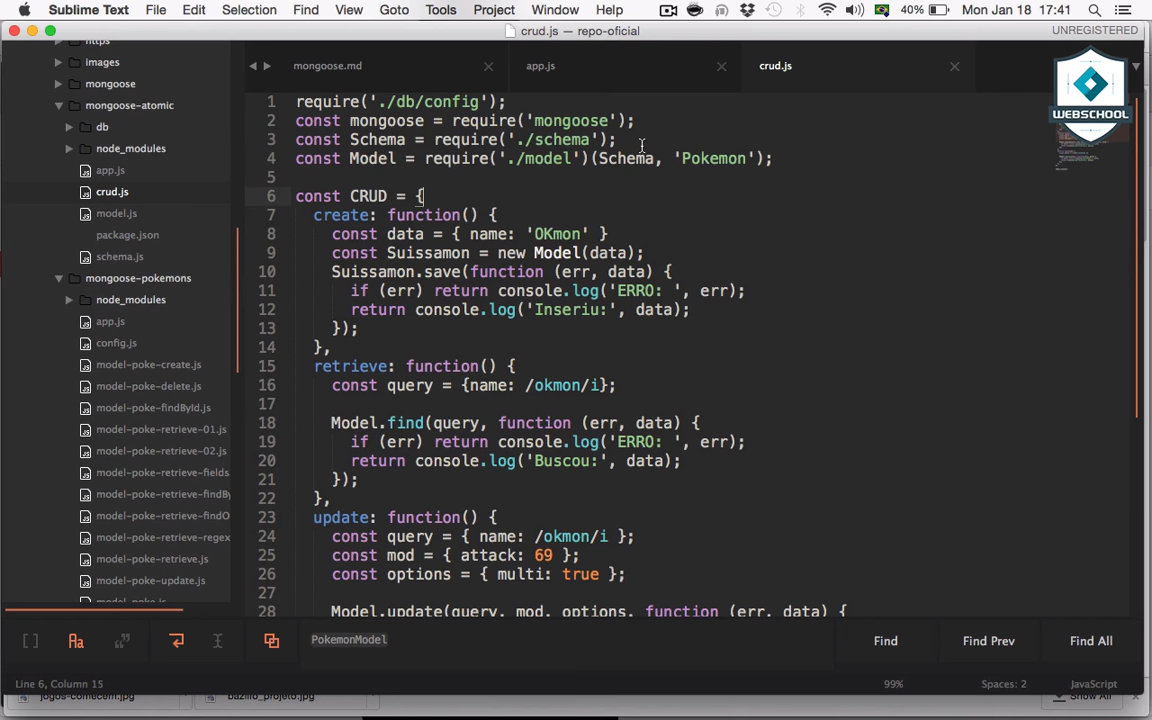 Sublime Text File Edit Selection Find View Goto Tools Project Window Help 40% Mon Jan 18 17:41
crud.js — repo-oficial UNREGISTERED
https
images
mongoose
mongoose-atomic
db
node_modules
app.js
crud.js
model.js
package.json
schema.js
mongoose-pokemons
node_modules
app.js
config.js
model-poke-create.js
model-poke-delete.js
model-poke-findById.js
model-poke-retrieve-01.js
model-poke-retrieve-02.js
model-poke-retrieve-fields
model-poke-retrieve-findBy
model-poke-retrieve-findO
model-poke-retrieve-regex
model-poke-retrieve.js
model-poke-update.js
model-poke.js
mongoose.md app.js crud.js
WEBSCHOOL
1 require('./db/config');
2 const mongoose = require('mongoose');
3 const Schema = require('./schema');
4 const Model = require('./model')(Schema, 'Pokemon');
5
6 const CRUD = {
7 create: function() {
8 const data = { name: 'OKmon' }
9 const Suissamon = new Model(data);
10 Suissamon.save(function (err, data) {
11 if (err) return console.log('ERRO: ', err);
12 return console.log('Inseriu:', data);
13 });
14 },
15 retrieve: function() {
16 const query = {name: /okmon/i};
17
18 Model.find(query, function (err, data) {
19 if (err) return console.log('ERRO: ', err);
20 return console.log('Buscou:', data);
21 });
22 },
23 update: function() {
24 const query = { name: /okmon/i };
25 const mod = { attack: 69 };
26 const options = { multi: true };
27
28 Model.update(query, mod, options, function (err, data) {
PokemonModel Find Find Prev Find All
Line 6, Column 15 99% Spaces: 2 JavaScript
jogos-comecem.jpg bazillo_projeto.jpg Show All